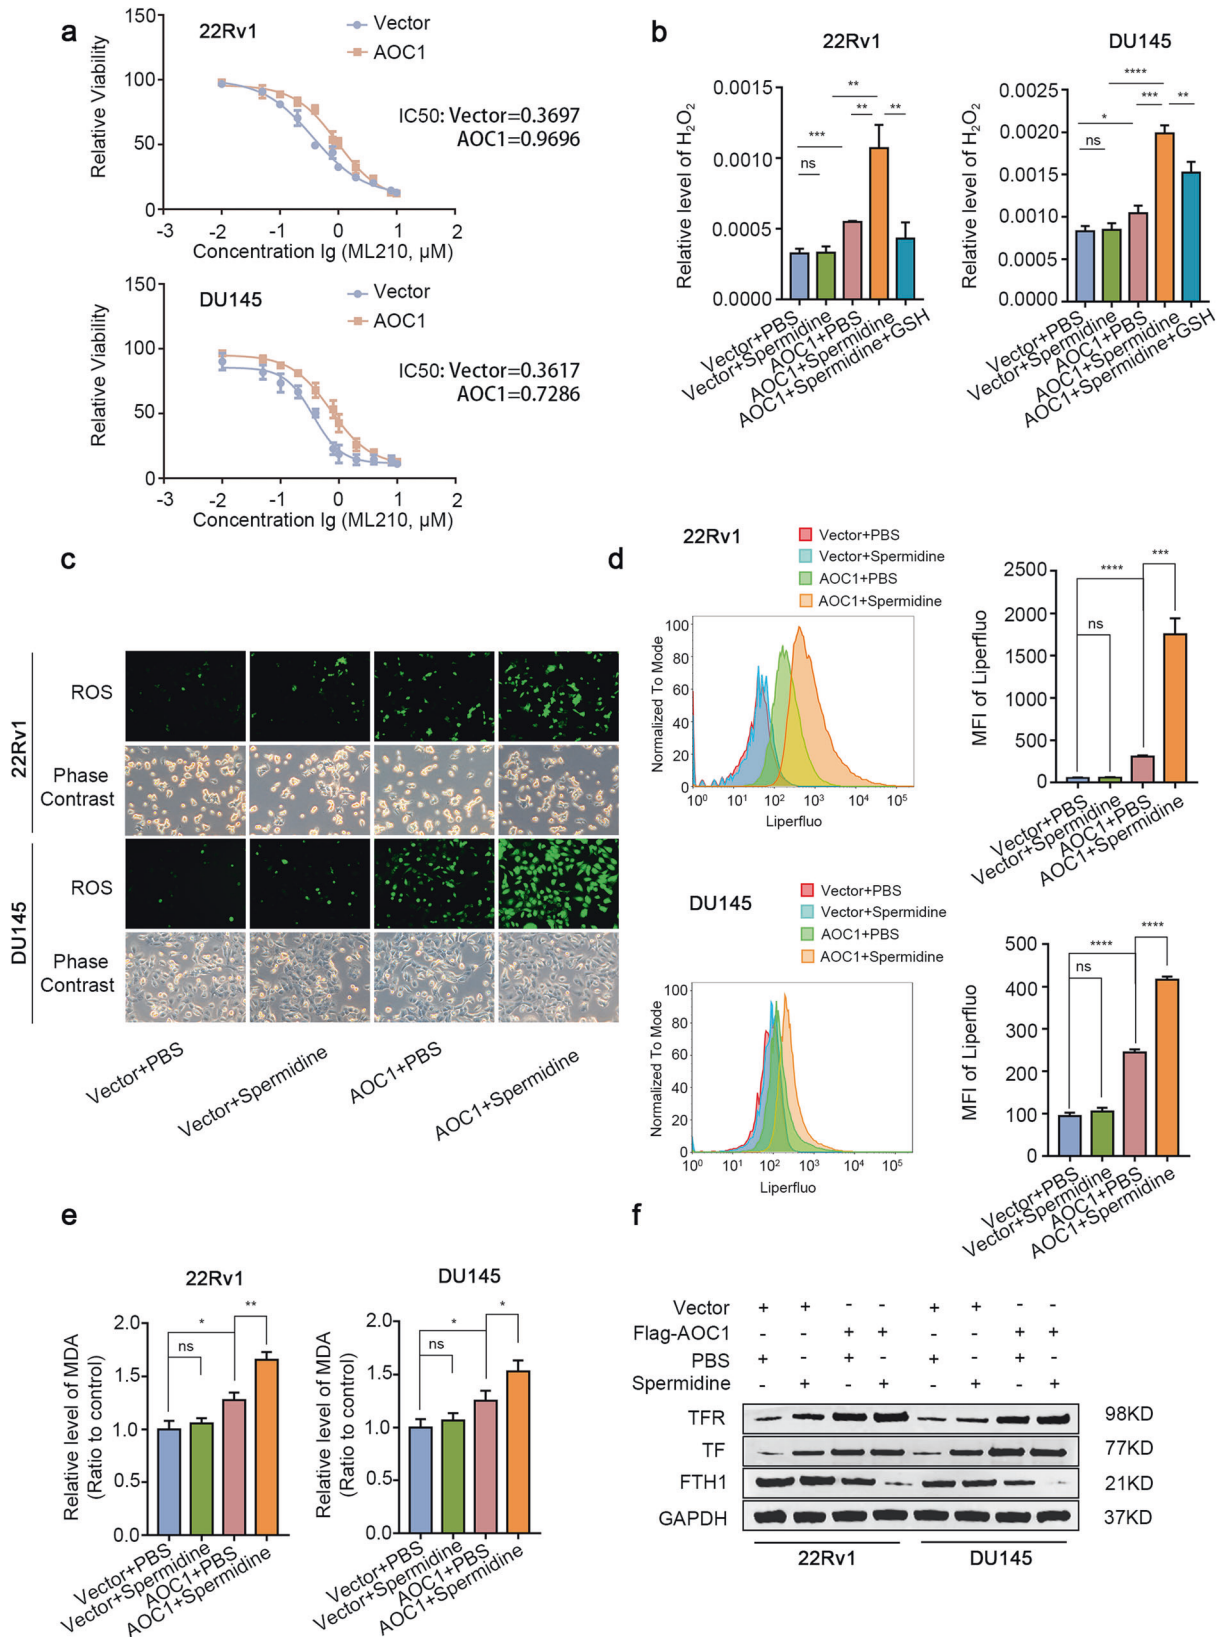 a
22Rv1
Vector
AOC1
IC50: Vector=0.3697
AOC1=0.9696
Relative Viability
150
100
50
0
-3 -2 -1 0 1 2
Concentration lg (ML210, μM)
DU145
Vector
AOC1
IC50: Vector=0.3617
AOC1=0.7286
Relative Viability
150
100
50
0
-3 -2 -1 0 1 2
Concentration lg (ML210, μM)
b
22Rv1
Relative level of H₂O₂
0.0015
0.0010
0.0005
0.0000
**
** **
***
ns
Vector+PBS
Vector+Spermidine
AOC1+PBS
AOC1+Spermidine
AOC1+Spermidine+GSH
DU145
Relative level of H₂O₂
0.0025
0.0020
0.0015
0.0010
0.0005
0.0000
****
*** **
*
ns
Vector+PBS
Vector+Spermidine
AOC1+PBS
AOC1+Spermidine
AOC1+Spermidine+GSH
c
22Rv1
ROS
Phase
Contrast
DU145
ROS
Phase
Contrast
Vector+PBS
Vector+Spermidine
AOC1+PBS
AOC1+Spermidine
d
22Rv1
Vector+PBS
Vector+Spermidine
AOC1+PBS
AOC1+Spermidine
Normalized To Mode
100
80
60
40
20
0
10⁰ 10¹ 10² 10³ 10⁴ 10⁵
Liperfluo
MFI of Liperfluo
2500
2000
1500
1000
500
0
***
****
ns
Vector+PBS
Vector+Spermidine
AOC1+PBS
AOC1+Spermidine
DU145
Vector+PBS
Vector+Spermidine
AOC1+PBS
AOC1+Spermidine
Normalized To Mode
100
80
60
40
20
0
10⁰ 10¹ 10² 10³ 10⁴ 10⁵
Liperfluo
MFI of Liperfluo
500
400
300
200
100
0
****
****
ns
Vector+PBS
Vector+Spermidine
AOC1+PBS
AOC1+Spermidine
e
22Rv1
Relative level of MDA
(Ratio to control)
2.0
1.5
1.0
0.5
0.0
**
*
ns
Vector+PBS
Vector+Spermidine
AOC1+PBS
AOC1+Spermidine
DU145
Relative level of MDA
(Ratio to control)
2.0
1.5
1.0
0.5
0.0
*
*
ns
Vector+PBS
Vector+Spermidine
AOC1+PBS
AOC1+Spermidine
f
Vector + + - - + + - -
Flag-AOC1 - - + + - - + +
PBS + - + - + - + -
Spermidine - + - + - + - +
TFR 98KD
TF 77KD
FTH1 21KD
GAPDH 37KD
22Rv1 DU145